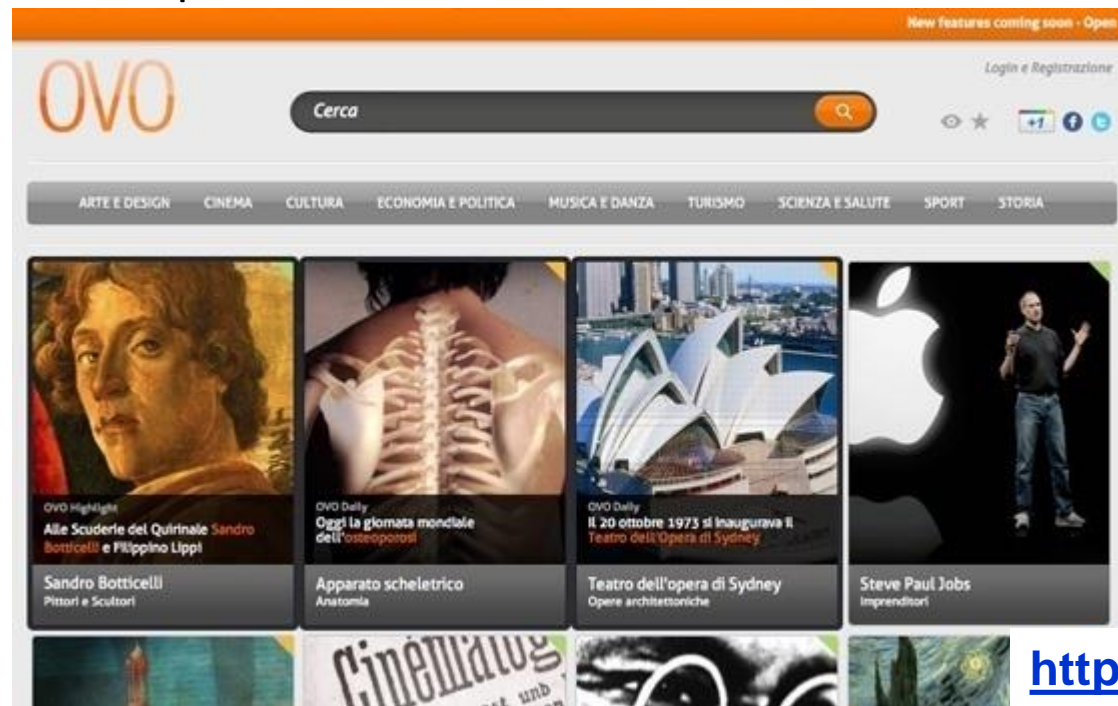 New features coming soon - Open
Login e Registrazione
OVO
Cerca
+1
ARTE E DESIGN CINEMA CULTURA ECONOMIA E POLITICA MUSICA E DANZA TURISMO SCIENZA E SALUTE SPORT STORIA
OVO Highlight
Alle Scuderie del Quirinale Sandro
Botticelli e Filippino Lippi
Sandro Botticelli
Pittori e Scultori
OVO Daily
Oggi la giornata mondiale
dell'osteoporosi
Apparato scheletrico
Anatomia
OVO Daily
Il 20 ottobre 1973 si inaugurava il
Teatro dell'Opera di Sydney
Teatro dell'opera di Sydney
Opere architettoniche
Steve Paul Jobs
Imprenditori
und
http